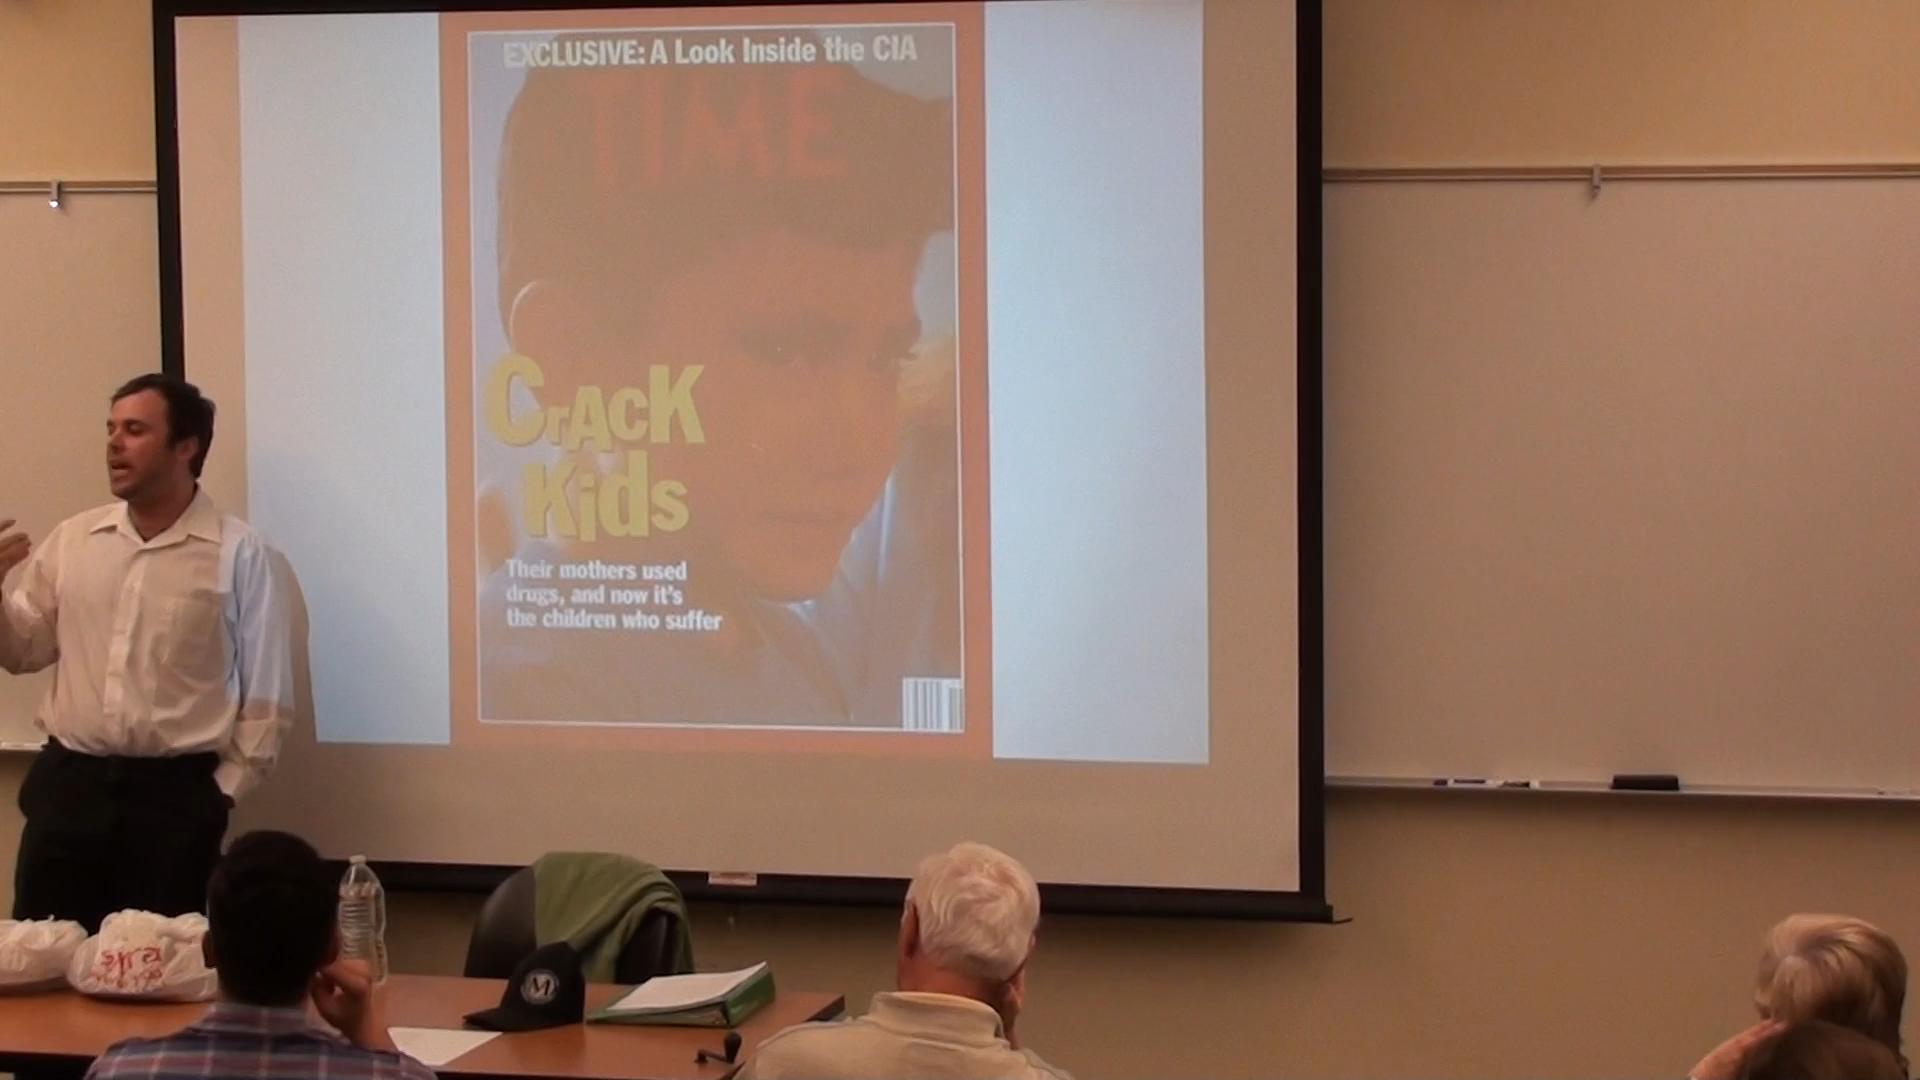 EXCLUSIVE: A Look Inside the CIA
TIME
CrAcK
Kids
Their mothers used
drugs, and now it's
the children who suffer
M